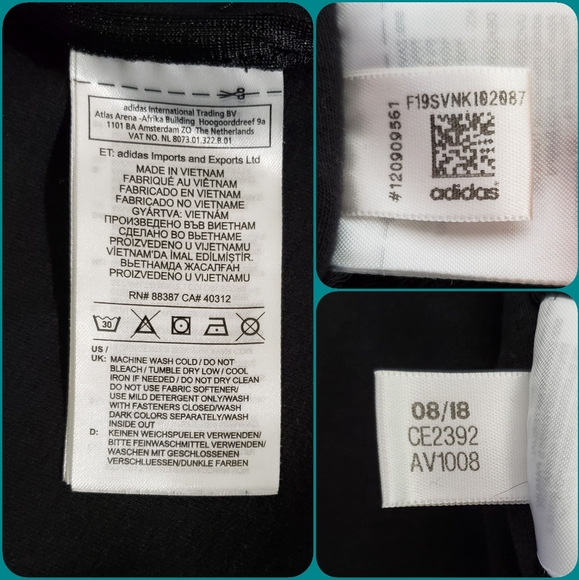 adidas International Trading BV
Atlas Arena -Afrika Building Hoogoorddreef 9a
1101 BA Amsterdam ZO The Netherlands
VAT NO. NL 8073.01.322.B.01
ET: adidas Imports and Exports Ltd
MADE IN VIETNAM
FABRIQUÉ AU VIÊTNAM
FABRICADO EN VIETNAM
FABRICADO NO VIETNAME
GYÁRTVA: VIETNÁM
ПРОИЗВЕДЕНО ВЪВ ВИЕТНАМ
СДЕЛАНО ВО ВЬЕТНАМЕ
PROIZVEDENO U VIJETNAMU
VİETNAM'DA İMAL EDİLMİŞTİR.
ВЬЕТНАМДА ЖАСАЛҒАН
PROIZVEDENO U VIJETNAMU
RN# 88387 CA# 40312
30
US /
UK: MACHINE WASH COLD / DO NOT
BLEACH / TUMBLE DRY LOW / COOL
IRON IF NEEDED / DO NOT DRY CLEAN
DO NOT USE FABRIC SOFTENER/
USE MILD DETERGENT ONLY/WASH
WITH FASTENERS CLOSED/WASH
DARK COLORS SEPARATELY/WASH
INSIDE OUT
D: KEINEN WEICHSPUELER VERWENDEN/
BITTE FEINWASCHMITTEL VERWENDEN/
WASCHEN MIT GESCHLOSSENEN
VERSCHLUESSEN/DUNKLE FARBEN
F19SVNK102087
#120909561
adidas
08/18
CE2392
AV1008